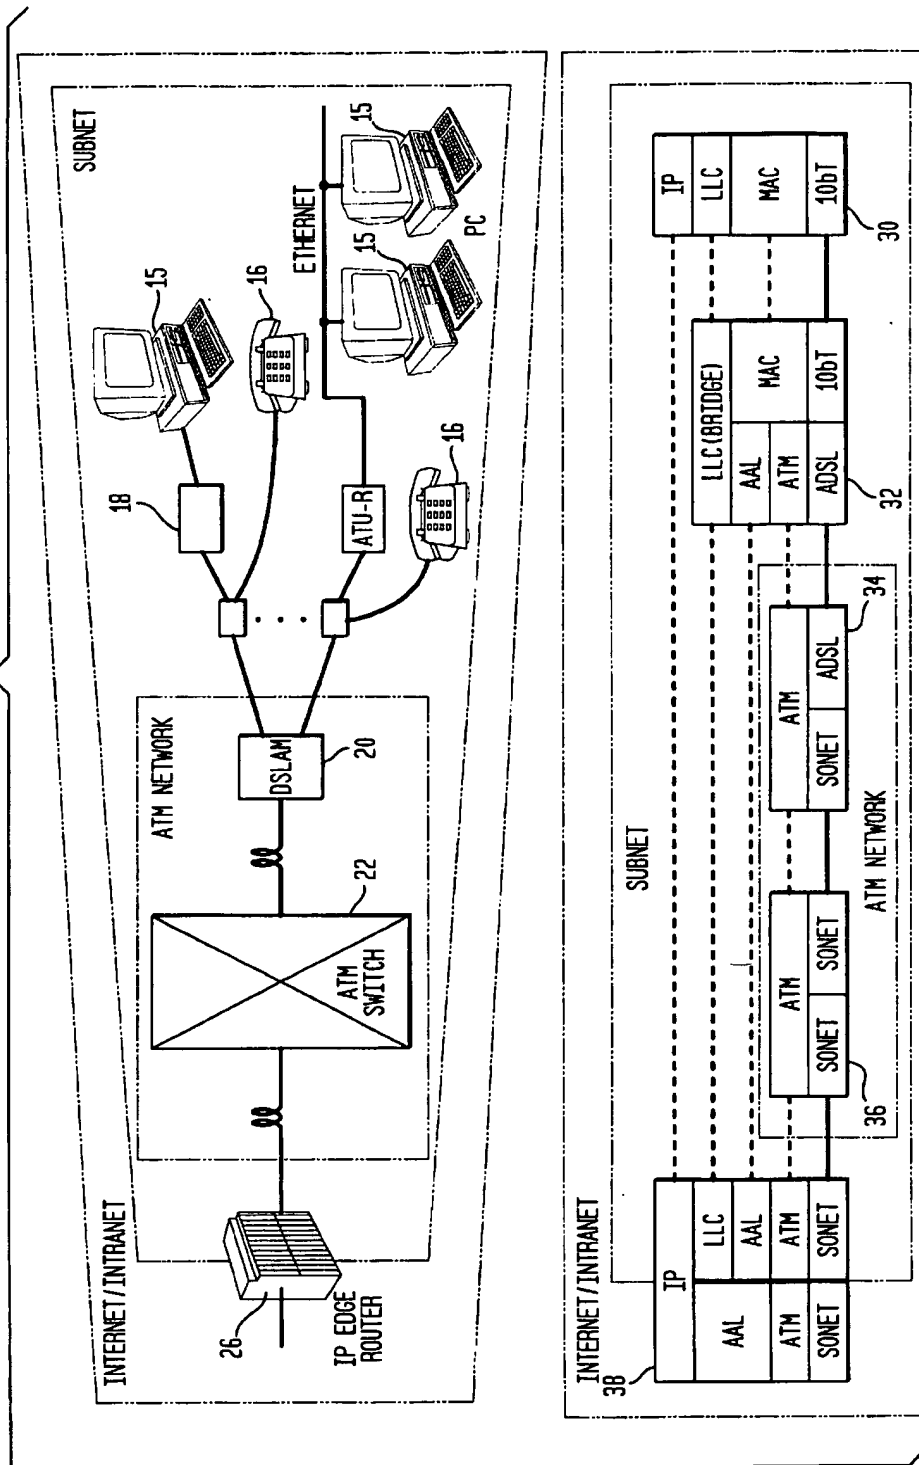 INTERNET/INTRANET
SUBNET
ATM NETWORK
26
IP EDGE
ROUTER
ATM
SWITCH
22
DSLAM
20
18
15
16
ATU-R
16
ETHERNET
15
15
PC
INTERNET/INTRANET
SUBNET
38
IP
AAL
ATM
SONET
LLC
AAL
ATM
SONET
ATM
SONET
SONET
36
ATM
SONET
ADSL
34
ATM NETWORK
LLC(BRIDGE)
AAL
ATM
ADSL
MAC
10bT
32
IP
LLC
MAC
10bT
30